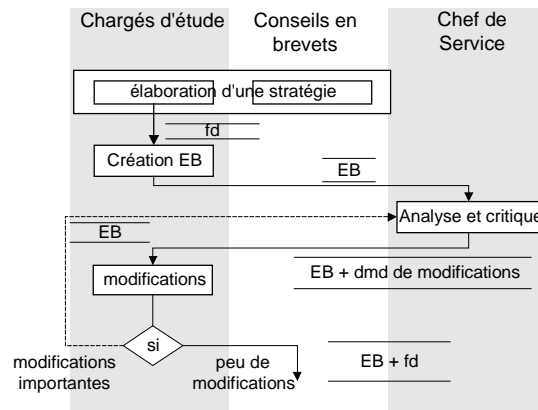 Chargés d'étude
Conseils en
brevets
Chef de
Service
élaboration d'une stratégie
fd
Création EB
EB
Analyse et critique
EB
EB + dmd de modifications
modifications
si
modifications
importantes
peu de
modifications
EB + fd